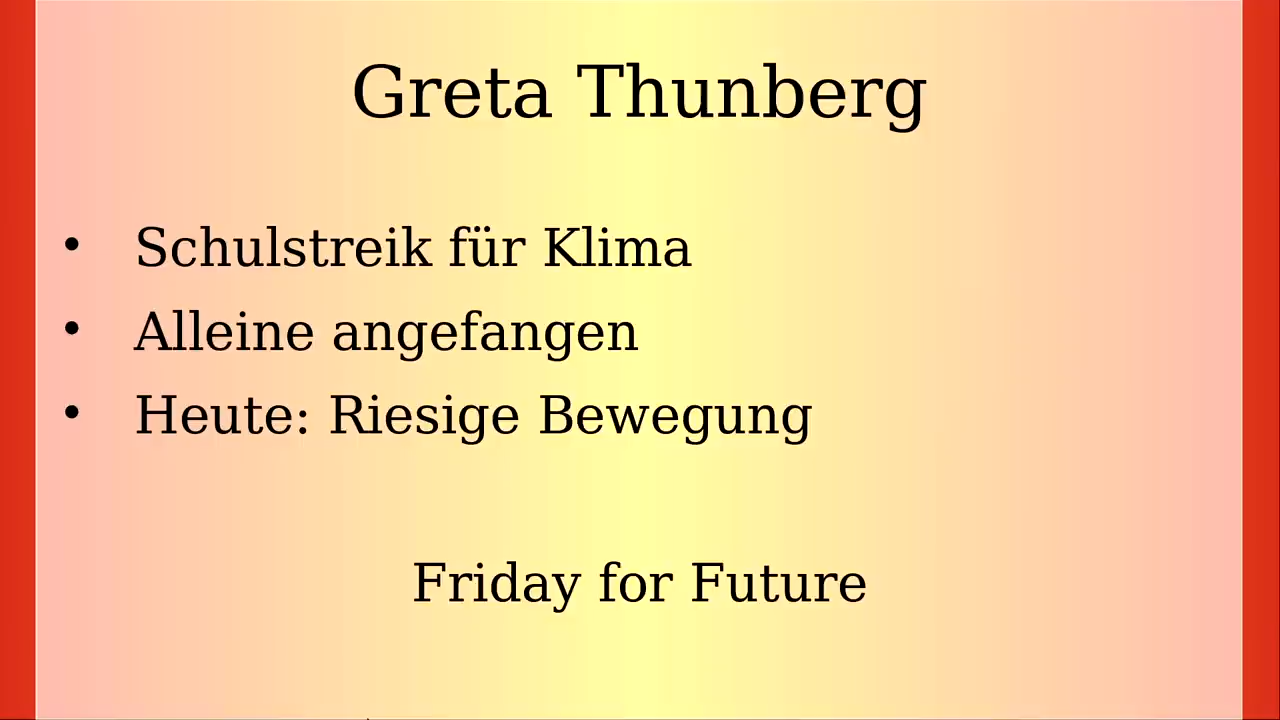 Greta Thunberg
• Schulstreik für Klima
• Alleine angefangen
• Heute: Riesige Bewegung
Friday for Future